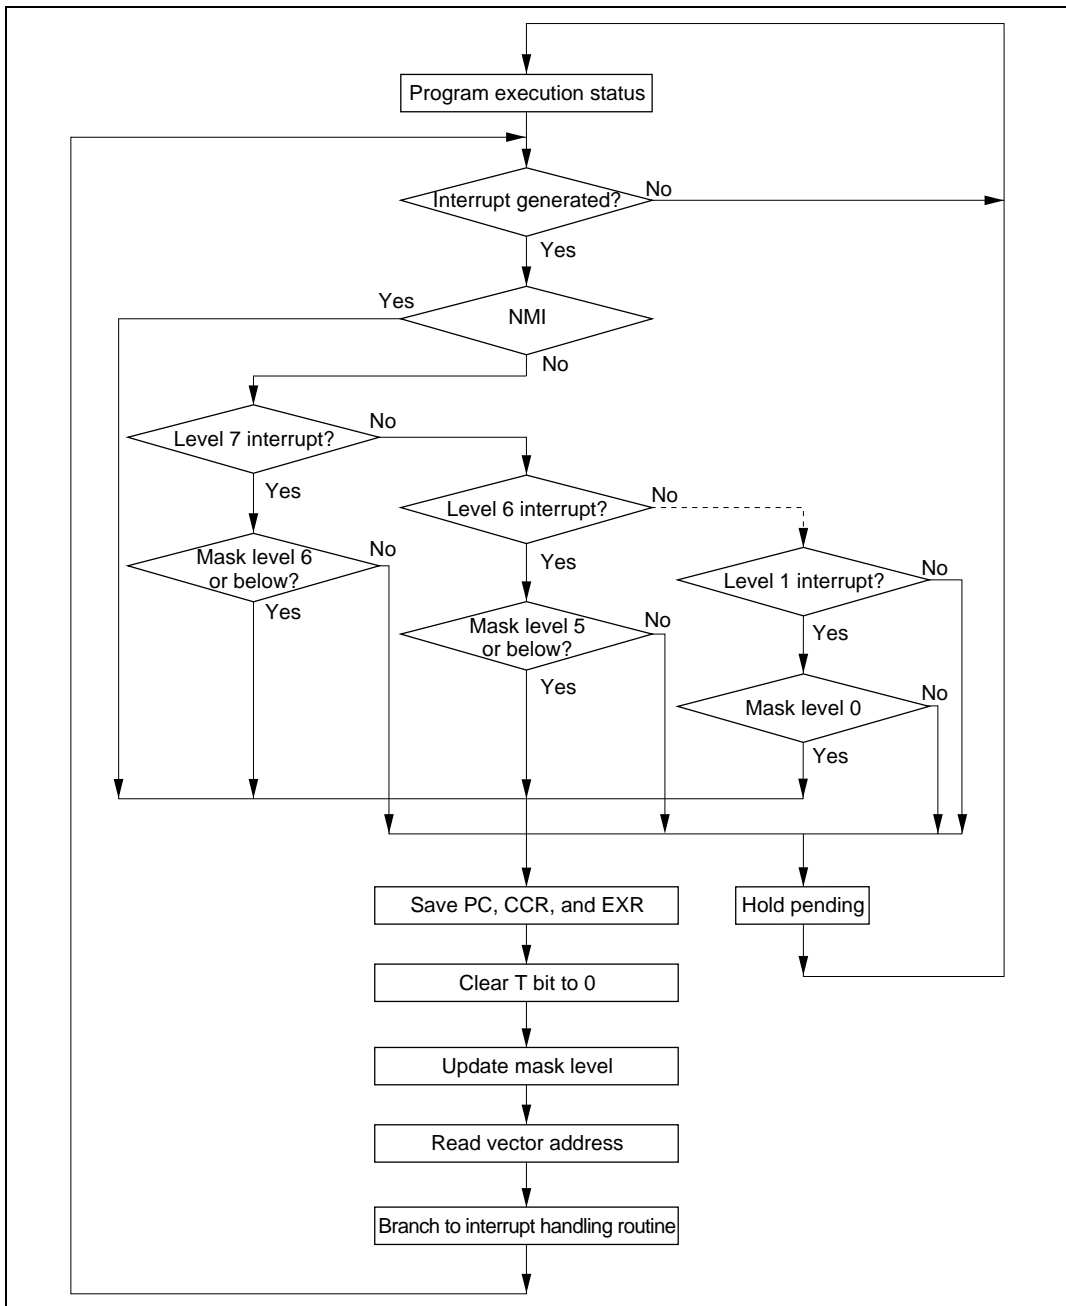 Program execution status
Interrupt generated?
No
Yes
Yes
NMI
No
Level 7 interrupt?
No
Yes
Level 6 interrupt?
No
Yes
Mask level 6
or below?
No
Yes
Level 1 interrupt?
No
Yes
Mask level 5
or below?
No
Yes
Mask level 0
No
Yes
Save PC, CCR, and EXR
Hold pending
Clear T bit to 0
Update mask level
Read vector address
Branch to interrupt handling routine